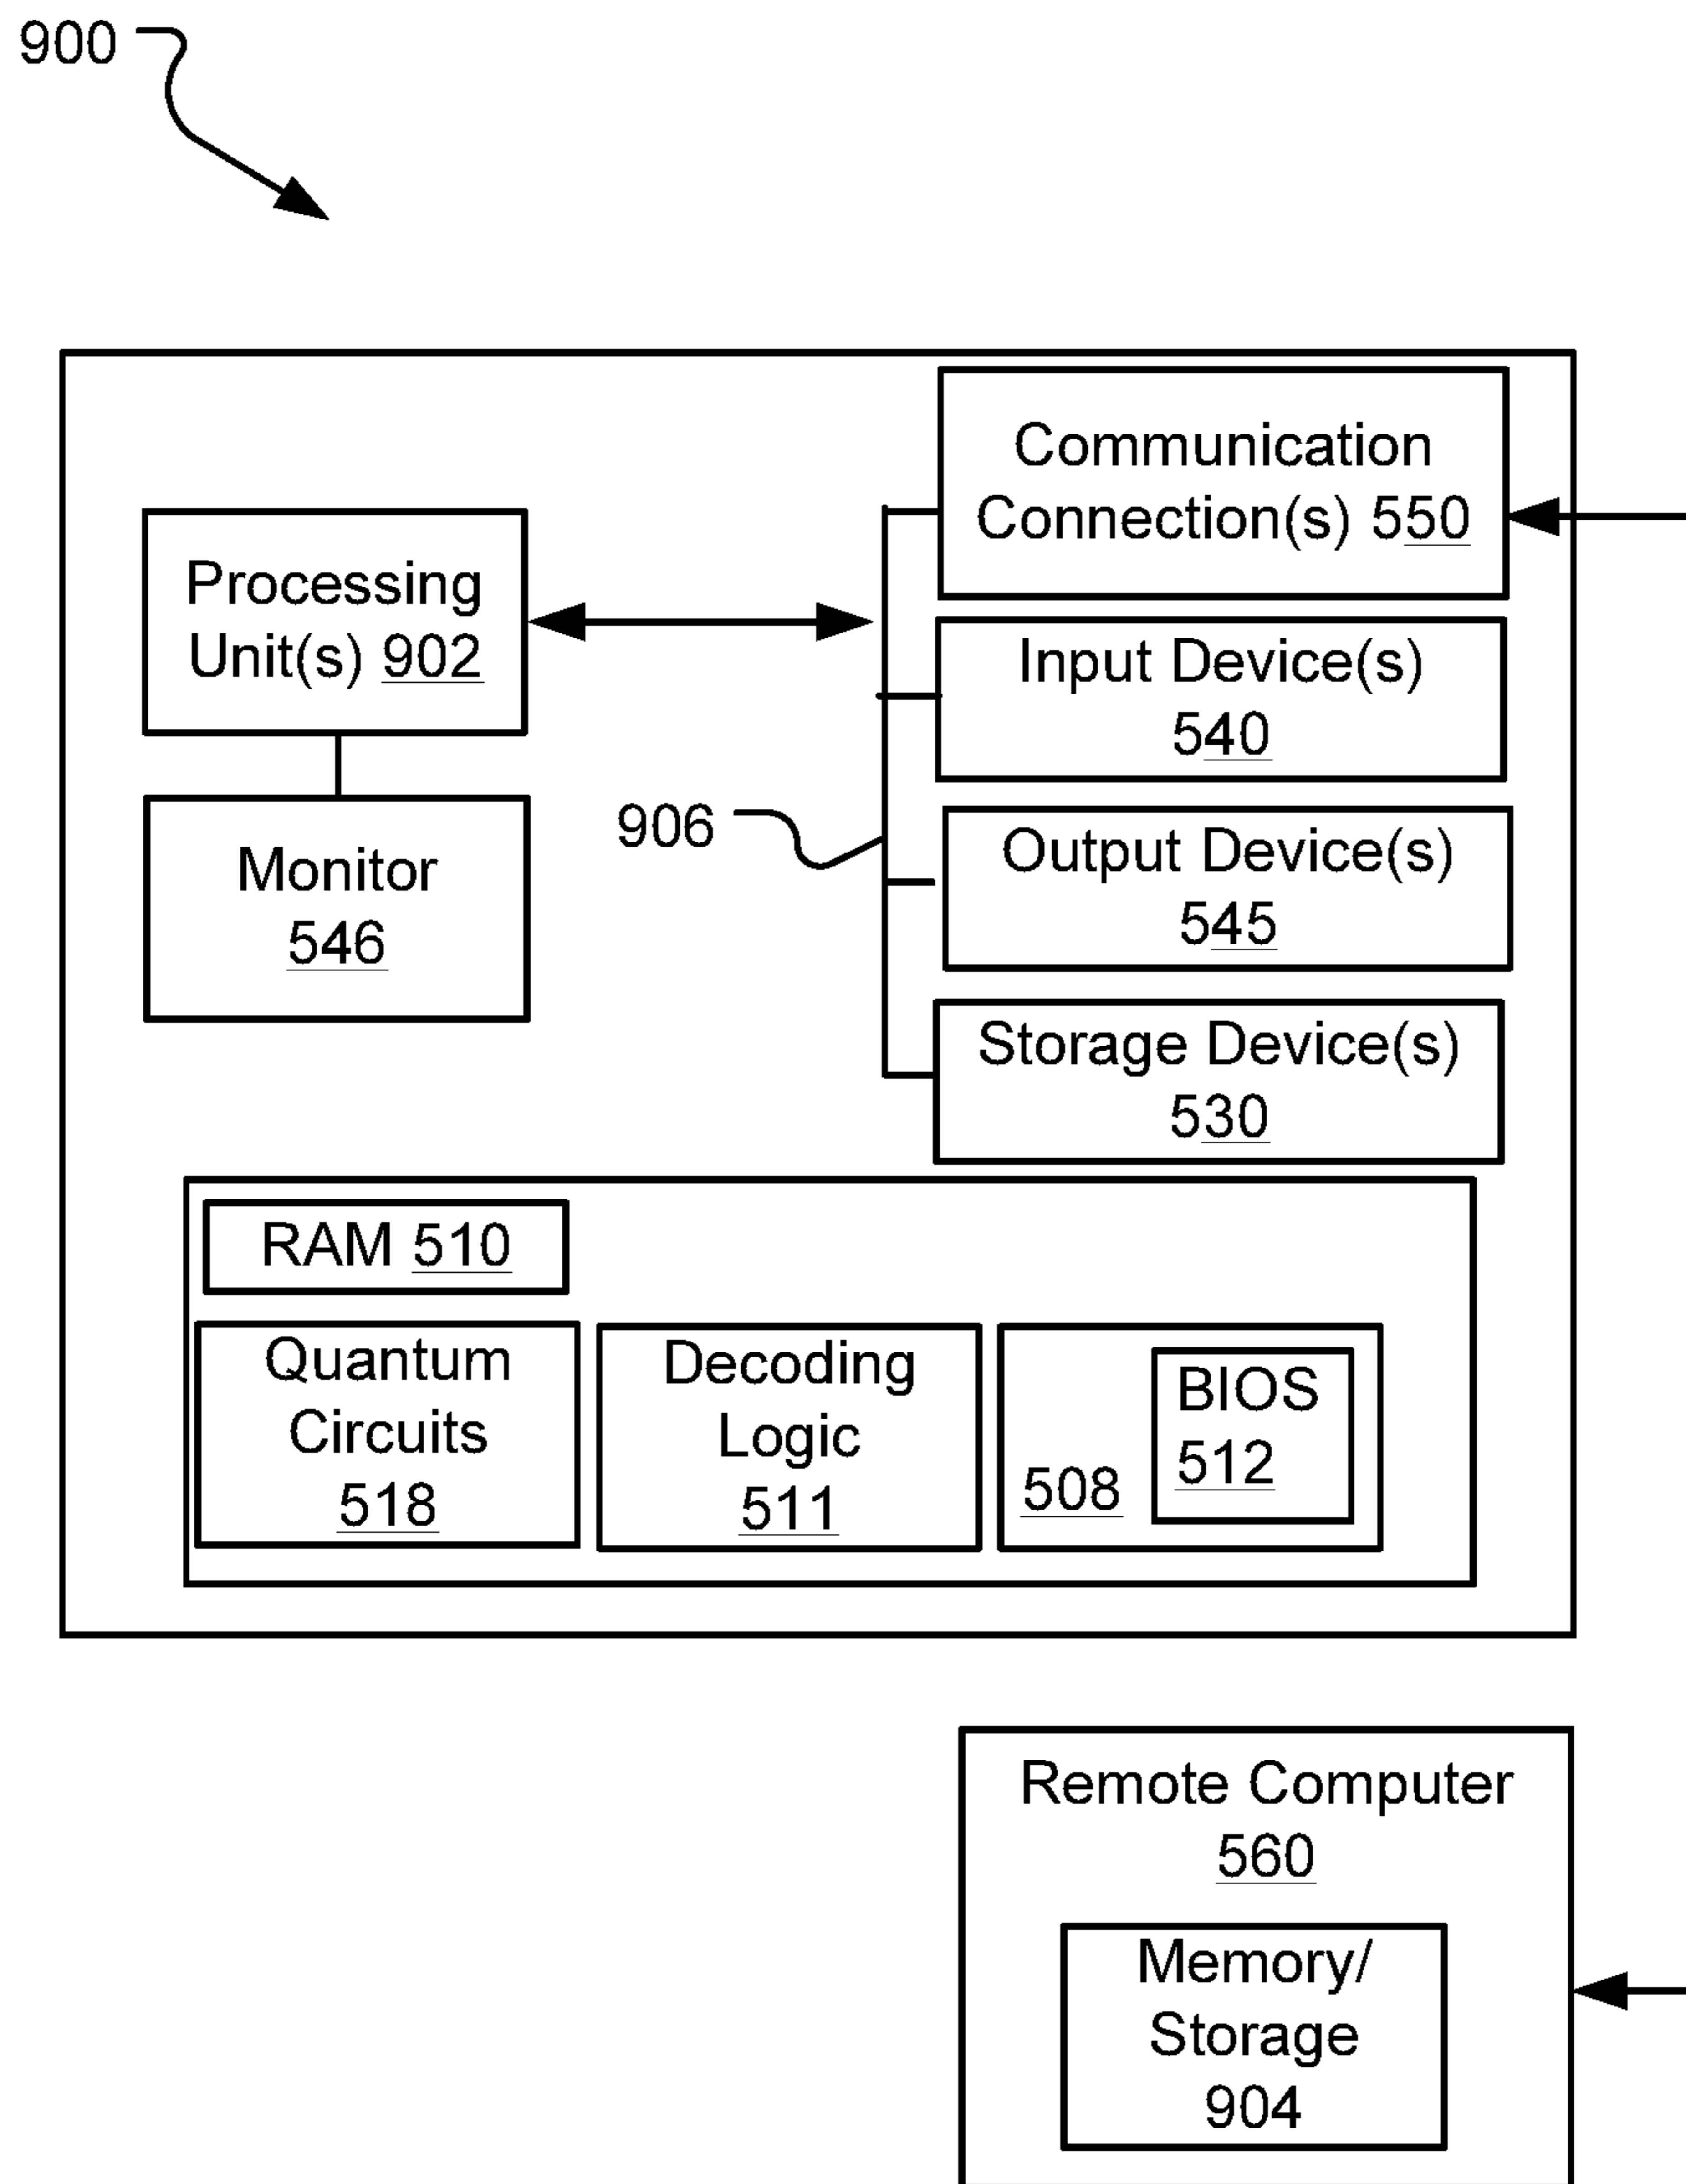 900
Communication
Connection(s) 550
Processing
Unit(s) 902
Input Device(s)
540
906
Monitor
546
Output Device(s)
545
Storage Device(s)
530
RAM 510
Quantum
Circuits
518
Decoding
Logic
511
508
BIOS
512
Remote Computer
560
Memory/
Storage
904